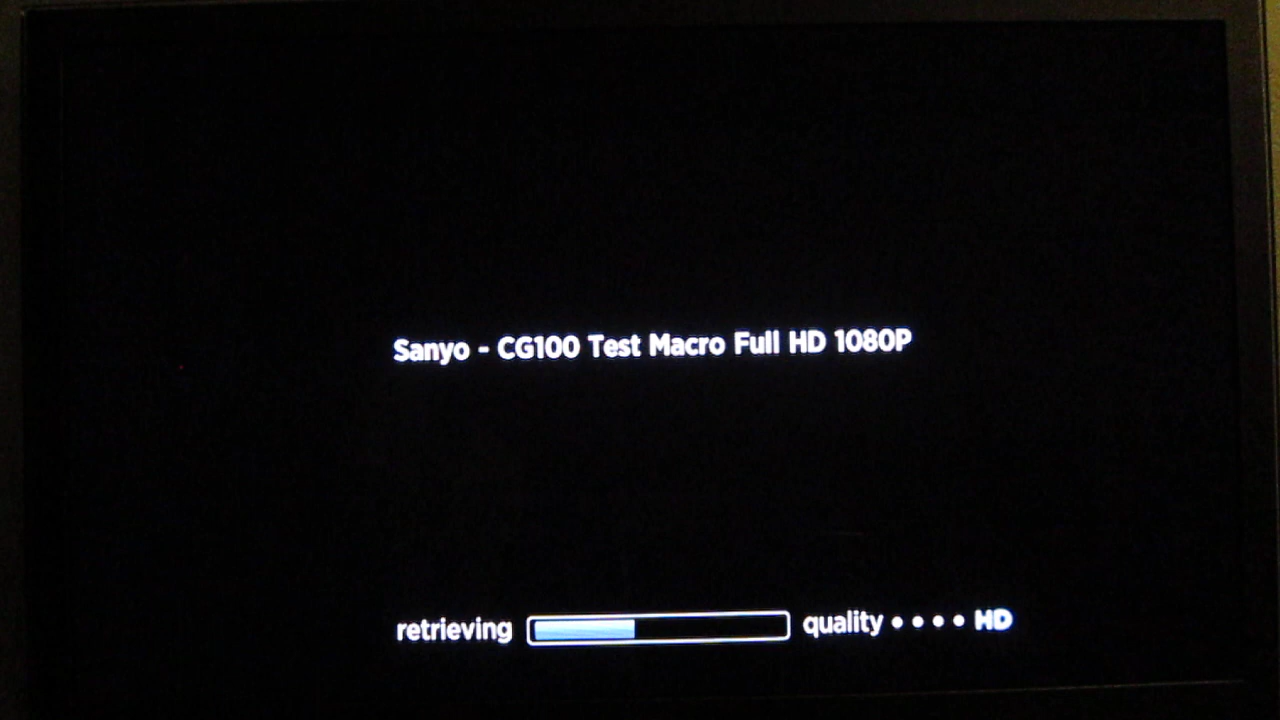 Sanyo - CG100 Test Macro Full HD 1080P
retrieving quality • • • • HD